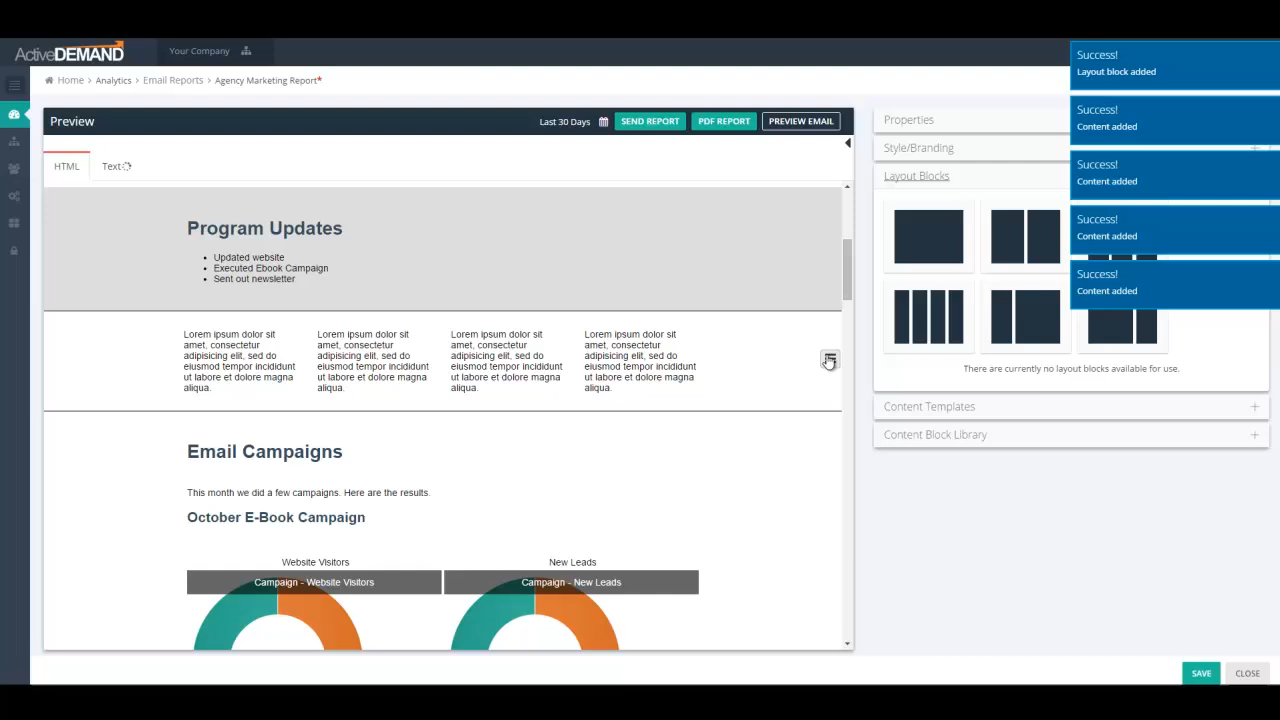 ActiveDEMAND
Your Company
Home > Analytics > Email Reports > Agency Marketing Report*
Preview
Last 30 Days
SEND REPORT
PDF REPORT
PREVIEW EMAIL
HTML
Text
Program Updates
Updated website
Executed Ebook Campaign
Sent out newsletter
Lorem ipsum dolor sit
amet, consectetur
adipisicing elit, sed do
eiusmod tempor incididunt
ut labore et dolore magna
aliqua.
Lorem ipsum dolor sit
amet, consectetur
adipisicing elit, sed do
eiusmod tempor incididunt
ut labore et dolore magna
aliqua.
Lorem ipsum dolor sit
amet, consectetur
adipisicing elit, sed do
eiusmod tempor incididunt
ut labore et dolore magna
aliqua.
Lorem ipsum dolor sit
amet, consectetur
adipisicing elit, sed do
eiusmod tempor incididunt
ut labore et dolore magna
aliqua.
Email Campaigns
This month we did a few campaigns. Here are the results.
October E-Book Campaign
Website Visitors
New Leads
Campaign - Website Visitors
Campaign - New Leads
Properties
Style/Branding
Layout Blocks
There are currently no layout blocks available for use.
Content Templates
Content Block Library
Success!
Layout block added
Success!
Content added
Success!
Content added
Success!
Content added
Success!
Content added
SAVE
CLOSE